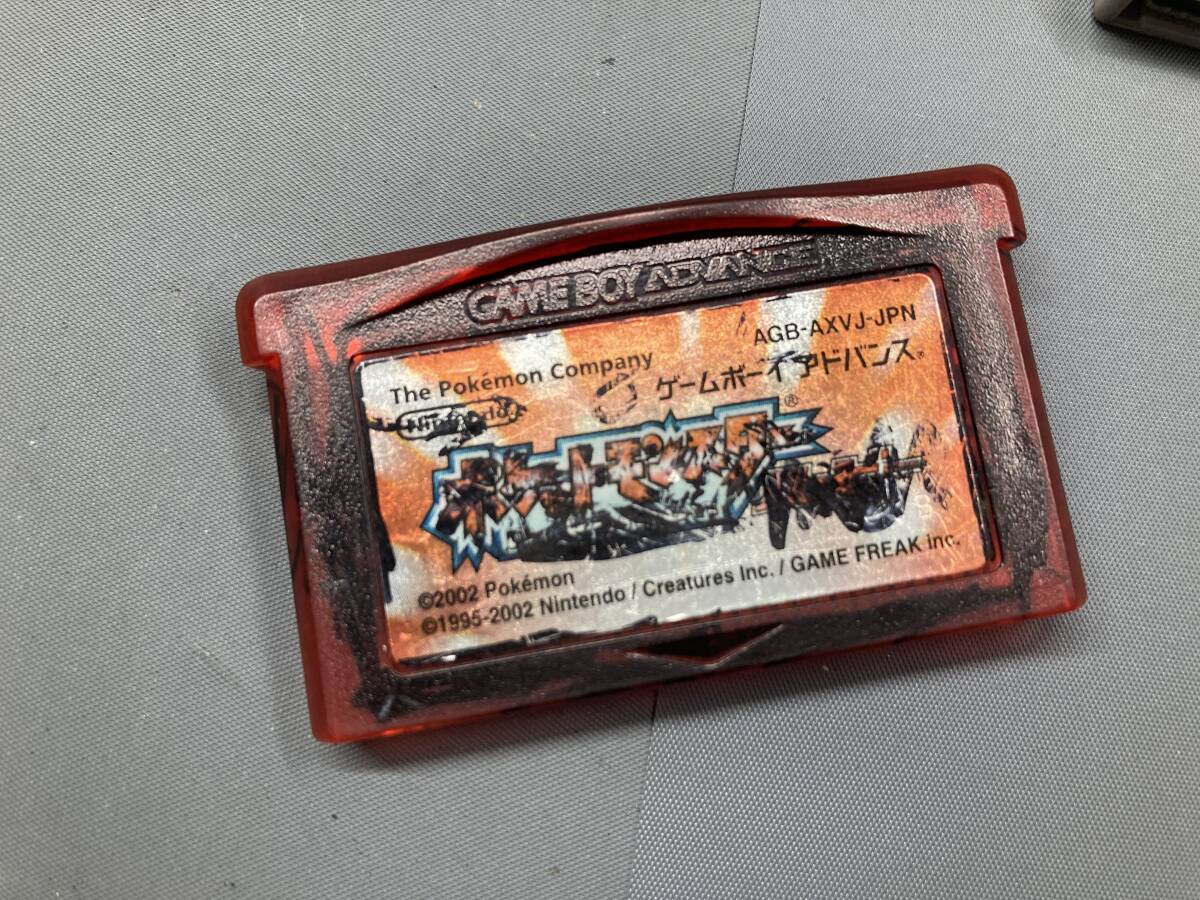 GAME BOY ADVANCE
AGB-AXVJ-JPN
The Pokémon Company
ゲームボーイアドバンス®
Nintendo
®
©2002 Pokémon
©1995-2002 Nintendo / Creatures Inc. / GAME FREAK inc.